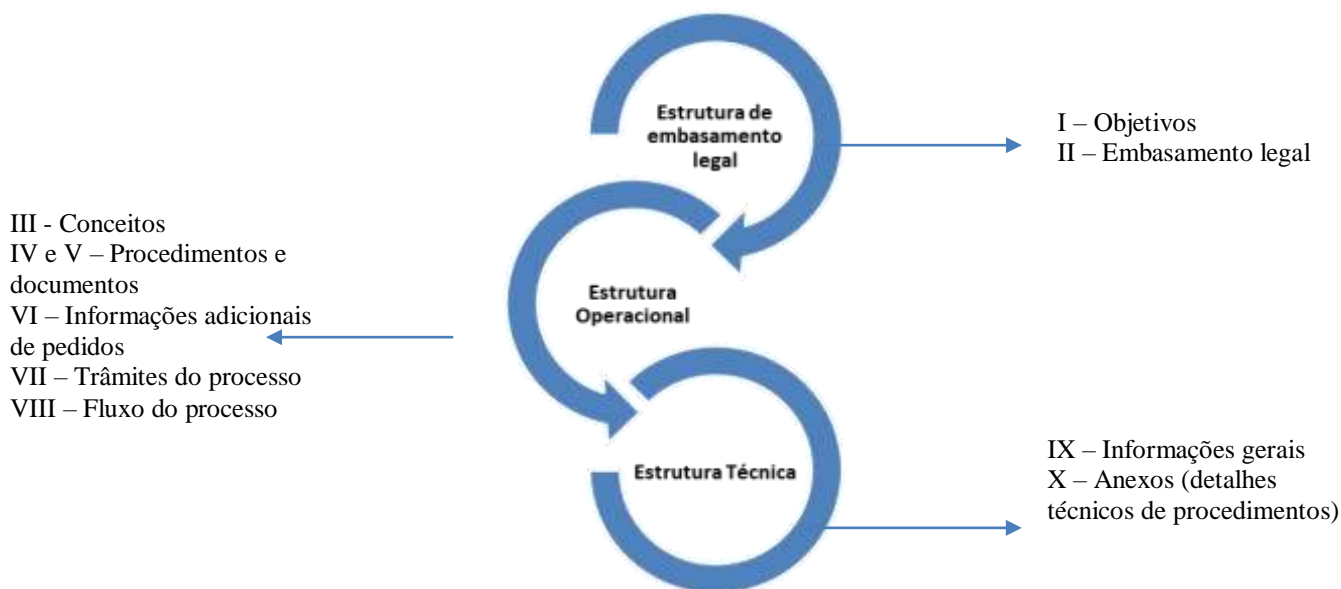 Estrutura de
embasamento
legal
I – Objetivos
II – Embasamento legal
III - Conceitos
IV e V – Procedimentos e
documentos
VI – Informações adicionais
de pedidos
VII – Trâmites do processo
VIII – Fluxo do processo
Estrutura
Operacional
Estrutura Técnica
IX – Informações gerais
X – Anexos (detalhes
técnicos de procedimentos)